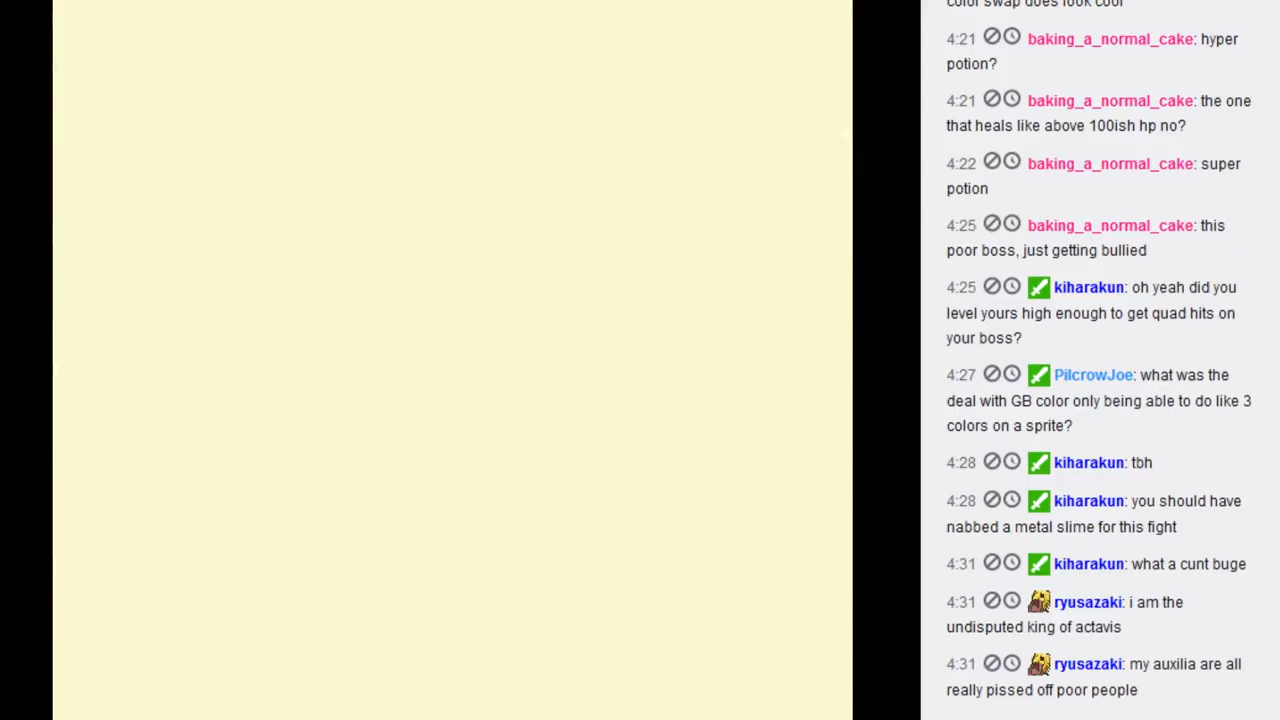 color swap does look cool
4:21 baking_a_normal_cake: hyper
potion?
4:21 baking_a_normal_cake: the one
that heals like above 100ish hp no?
4:22 baking_a_normal_cake: super
potion
4:25 baking_a_normal_cake: this
poor boss, just getting bullied
4:25 kiharakun: oh yeah did you
level yours high enough to get quad hits on
your boss?
4:27 PilcrowJoe: what was the
deal with GB color only being able to do like 3
colors on a sprite?
4:28 kiharakun: tbh
4:28 kiharakun: you should have
nabbed a metal slime for this fight
4:31 kiharakun: what a cunt buge
4:31 ryusazaki: i am the
undisputed king of actavis
4:31 ryusazaki: my auxilia are all
really pissed off poor people